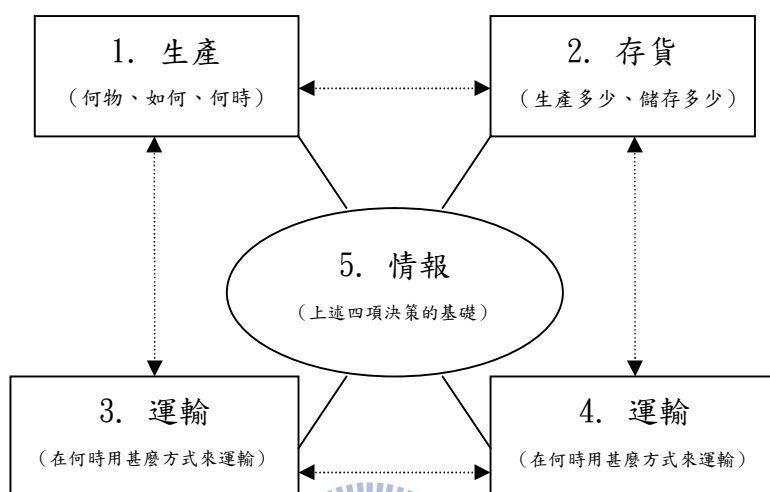 1. 生產
（何物、如何、何時）
2. 存貨
（生產多少、儲存多少）
5. 情報
（上述四項決策的基礎）
3. 運輸
（在何時用甚麼方式來運輸）
4. 運輸
（在何時用甚麼方式來運輸）